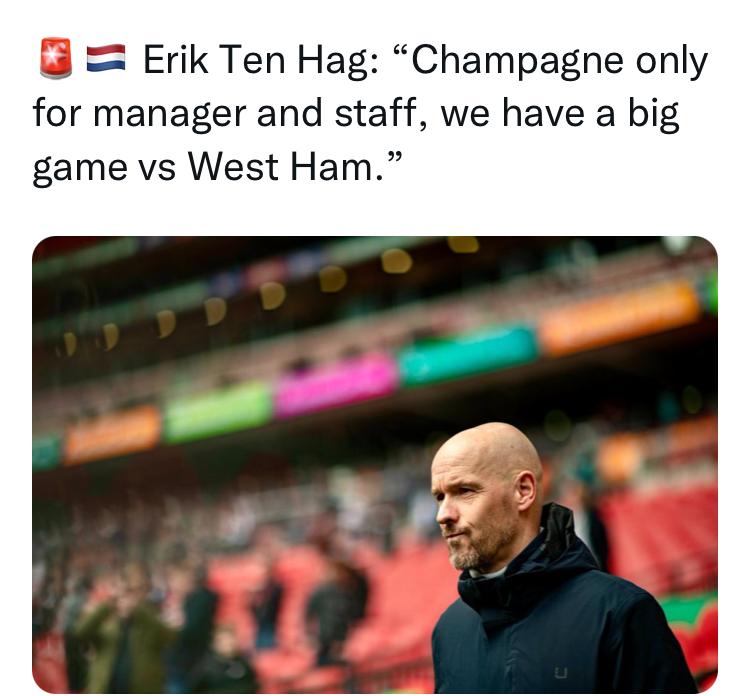 🚨🇳🇱 Erik Ten Hag: “Champagne only
for manager and staff, we have a big
game vs West Ham.”